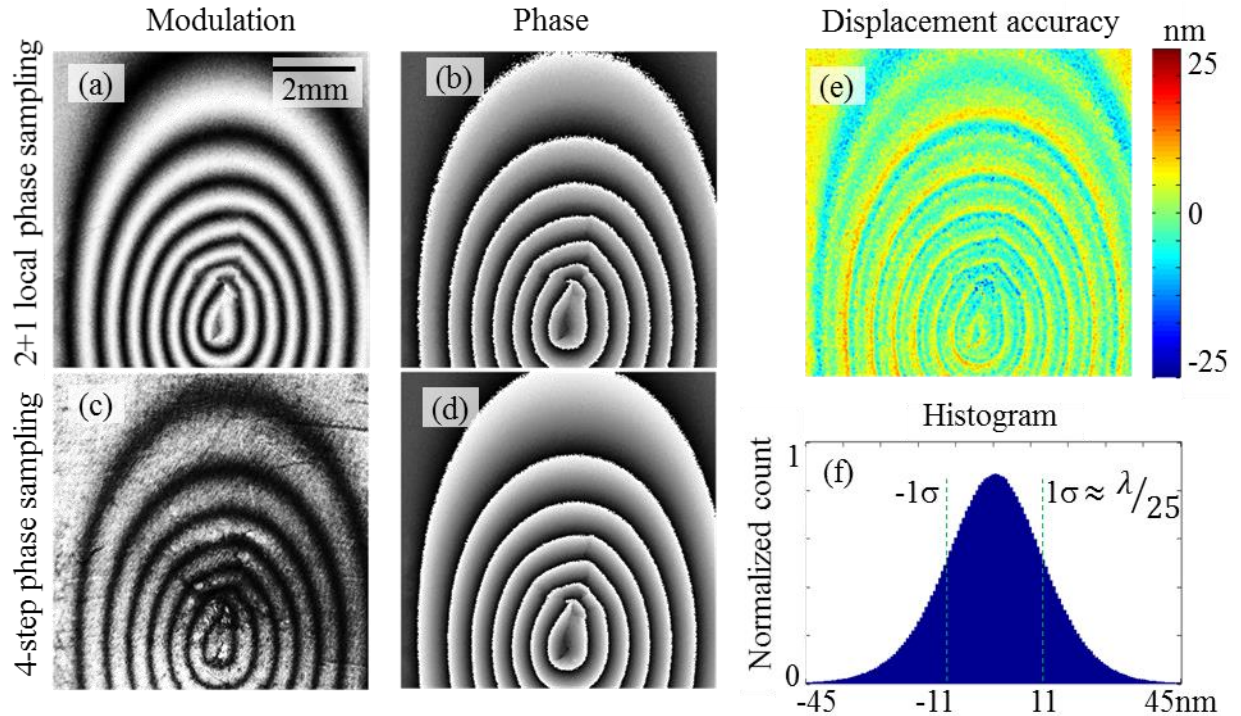 Modulation
Phase
Displacement accuracy
nm
2+1 local phase sampling
(a)
2mm
(b)
(e)
25
0
-25
4-step phase sampling
(c)
(d)
Histogram
Normalized count
1
0
(f)
-1σ
1σ ≈ λ/25
-45
-11
11
45nm